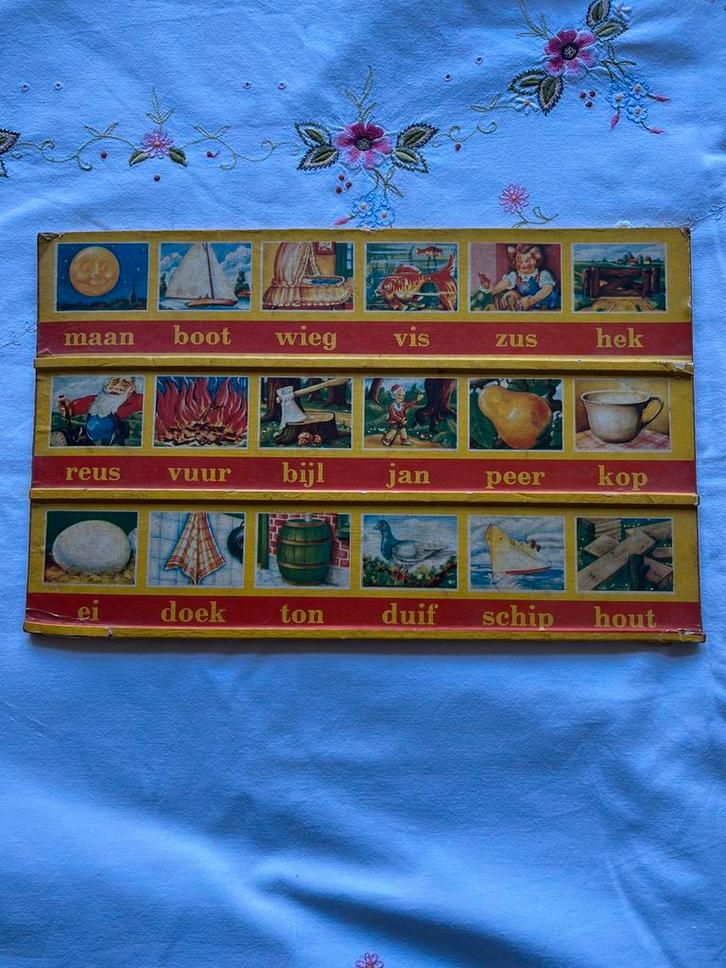 maan boot wieg vis zus hek
reus vuur bijl jan peer kop
ei doek ton duif schip hout